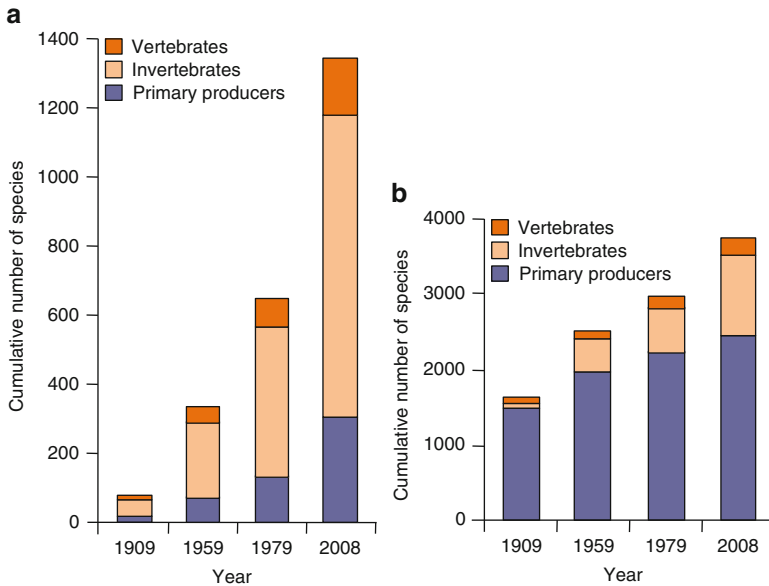 a
1400
1200
1000
800
600
400
200
0
Cumulative number of species
Vertebrates
Invertebrates
Primary producers
1909 1959 1979 2008
Year
b
4000
3000
2000
1000
0
Cumulative number of species
Vertebrates
Invertebrates
Primary producers
1909 1959 1979 2008
Year